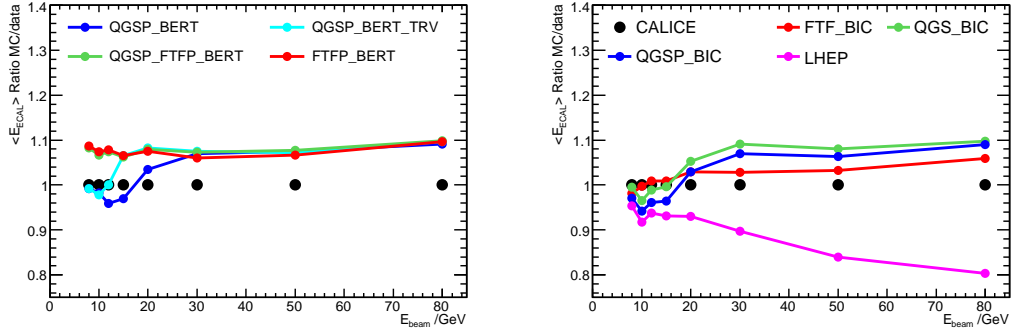 <E_ECAL> Ratio MC/data
1.4
1.3
1.2
1.1
1
0.9
0.8
QGSP_BERT
QGSP_BERT_TRV
QGSP_FTFP_BERT
FTFP_BERT
0 10 20 30 40 50 60 70 80
E_beam /GeV
<E_ECAL> Ratio MC/data
1.4
1.3
1.2
1.1
1
0.9
0.8
CALICE
FTF_BIC
QGS_BIC
QGSP_BIC
LHEP
0 10 20 30 40 50 60 70 80
E_beam /GeV